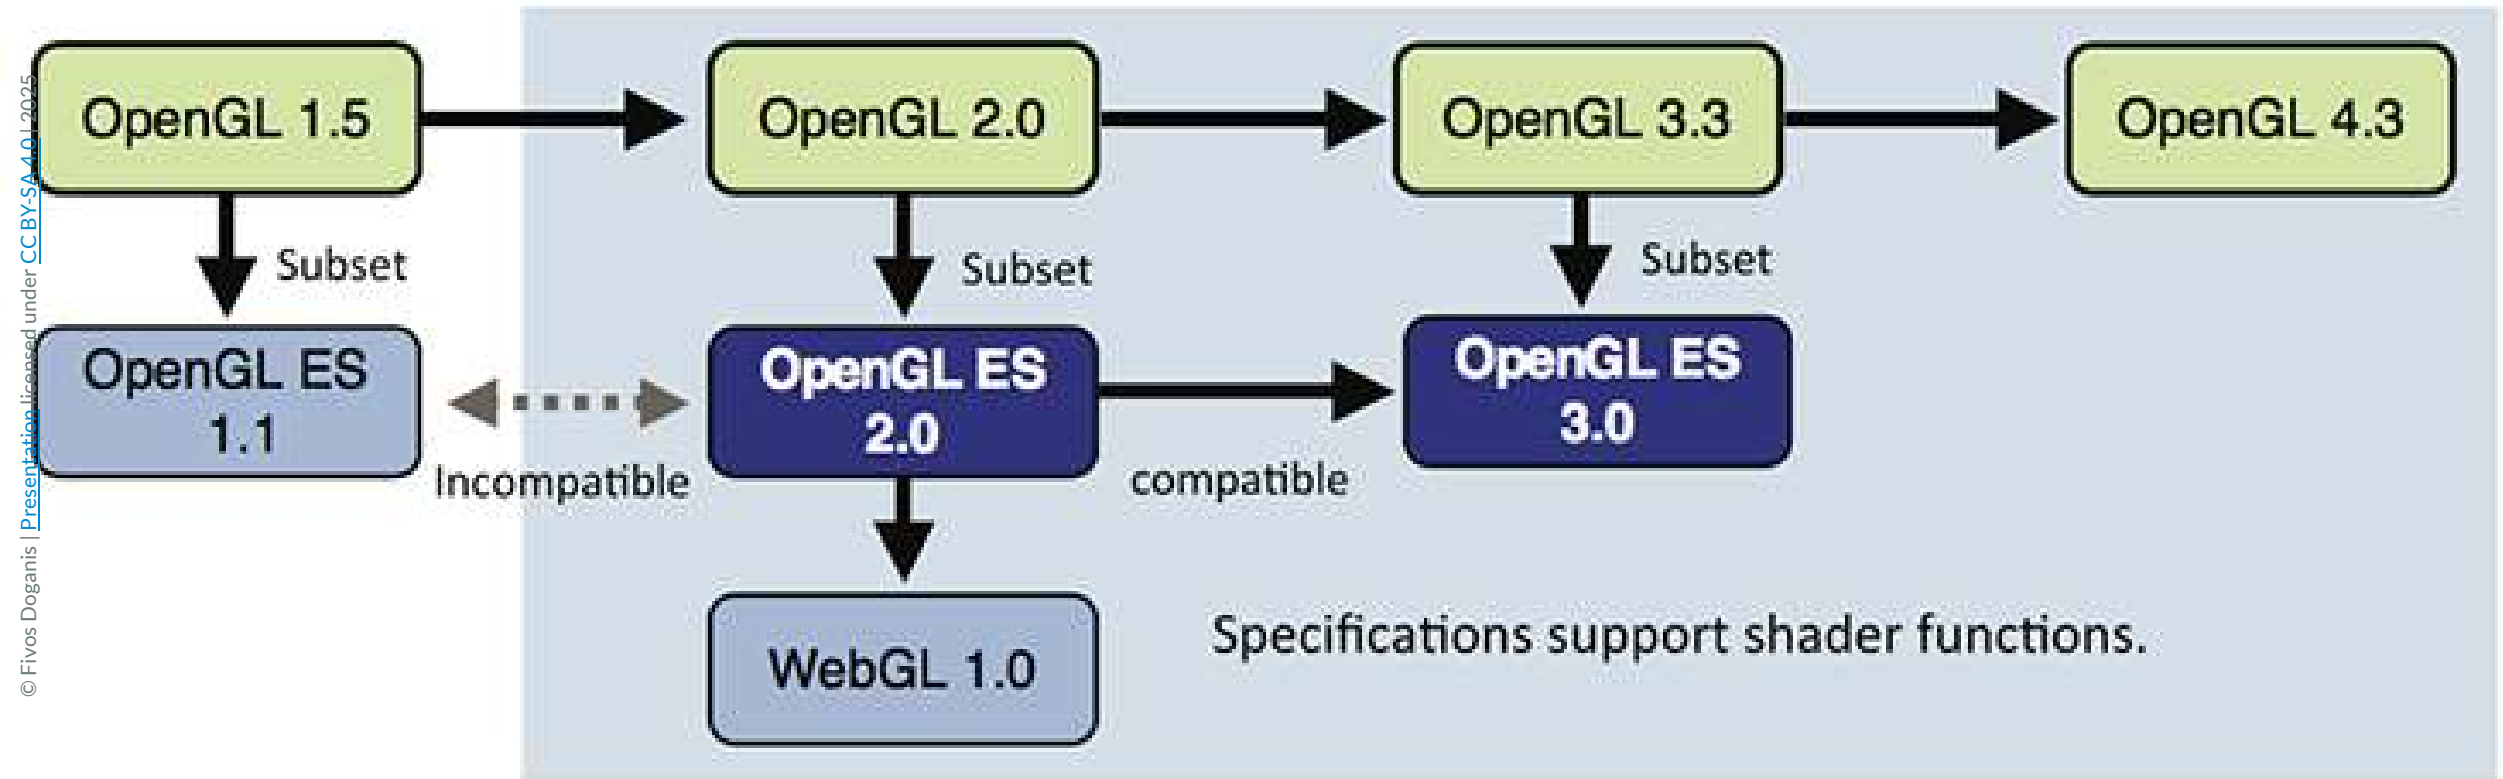 OpenGL 1.5
OpenGL 2.0
OpenGL 3.3
OpenGL 4.3
Subset
Subset
Subset
OpenGL ES
1.1
Incompatible
OpenGL ES
2.0
compatible
OpenGL ES
3.0
WebGL 1.0
Specifications support shader functions.
© Fivos Doganis | Presentation licensed under CC BY-SA 4.0 | 2025